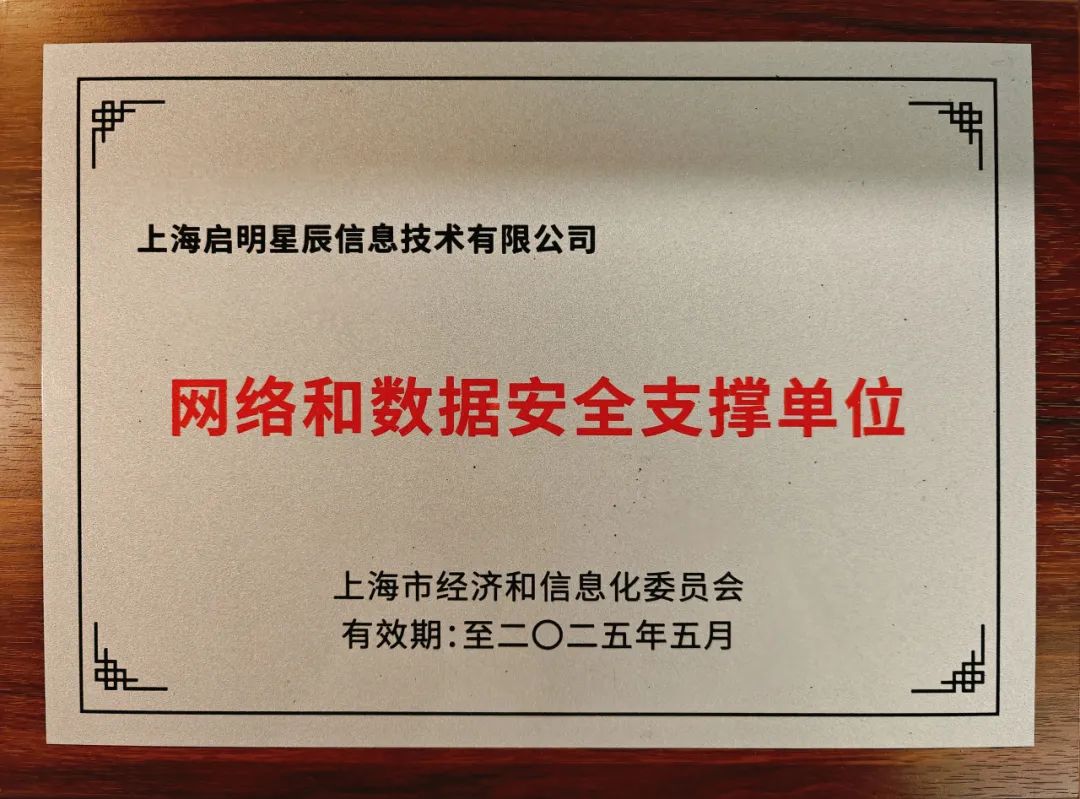 上海启明星辰信息技术有限公司
网络和数据安全支撑单位
上海市经济和信息化委员会
有效期:至二〇二五年五月